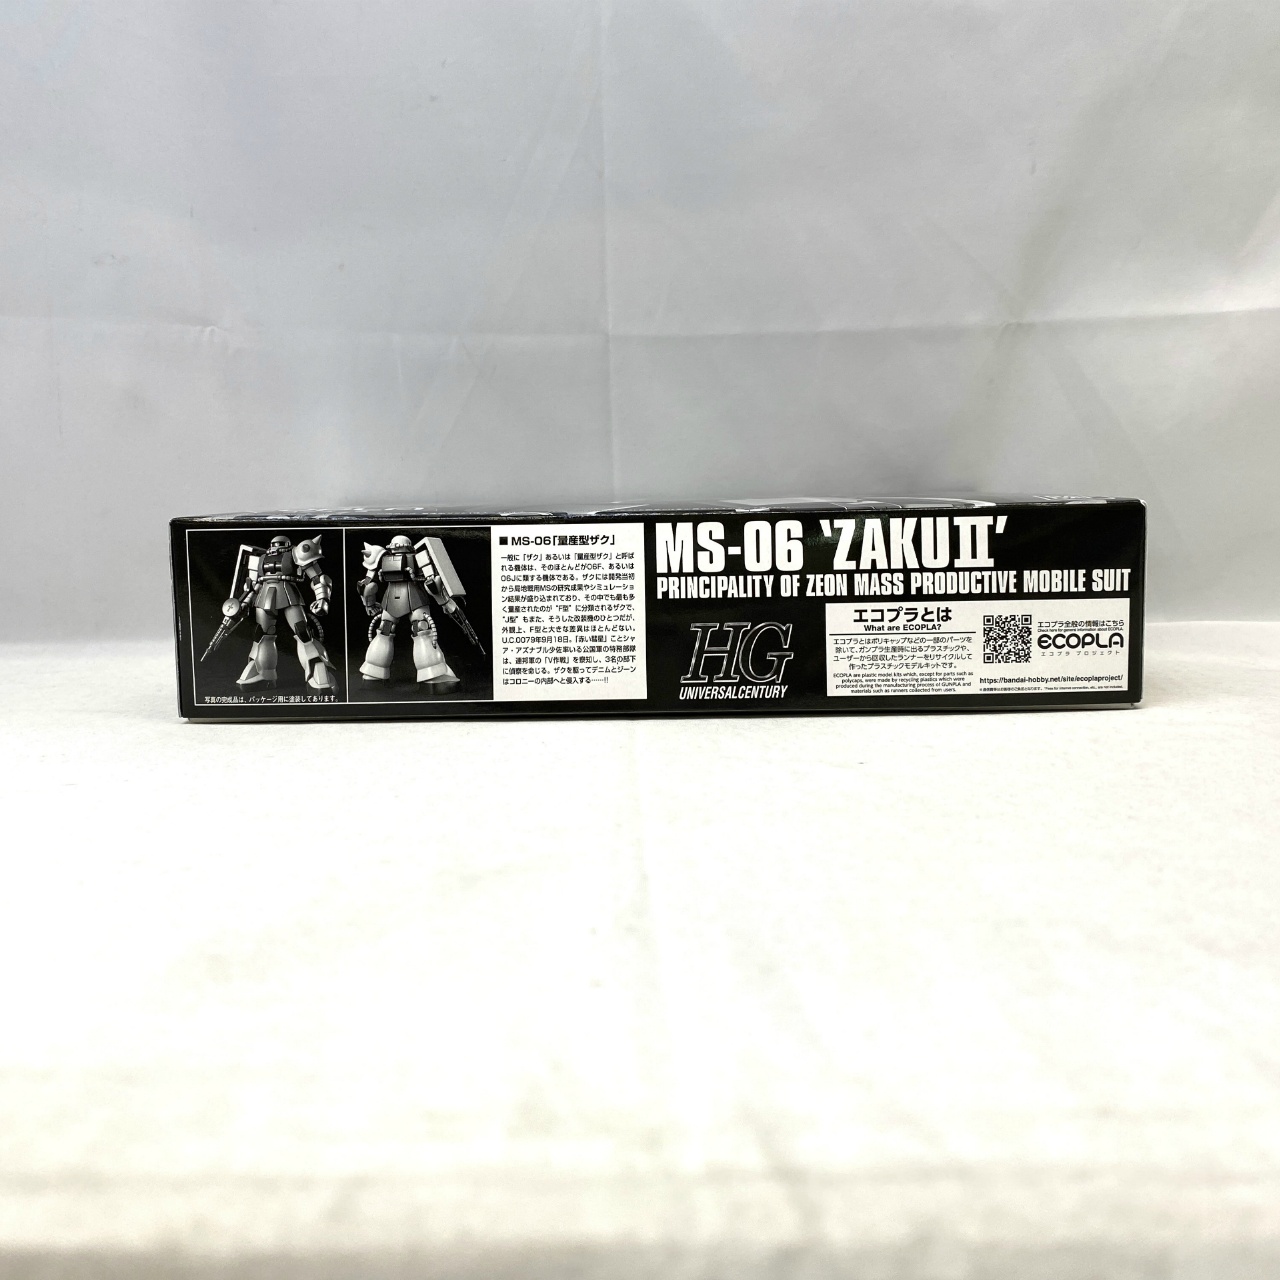 ■ MS-06「量産型ザク」
一般に「ザク」あるいは「量産型ザク」と呼ば
れる機体は、そのほとんどが06F、あるいは
06Jに類する機体である。ザクには開発当初
から局地戦用MSの研究成果やシミュレーショ
ン結果が盛り込まれており、その中でも最も多
く量産されたのが“F型”に分類されるザクで、
“J型”もまた、そうした改装機のひとつだが、
外観上、F型と大きな差異はほとんどない。
U.C.0079年9月18日。「赤い彗星」ことシャ
ア・アズナブル少佐率いる公国軍の特務部隊
は、連邦軍の「V作戦」を察知し、3名の部下
に偵察を命じる。ザクを駆ってデニムとジーン
はコロニーの内部へと侵入する……!!
写真の完成品は、パッケージ用に塗装してあります。
MS-06 'ZAKUⅡ'
PRINCIPALITY OF ZEON MASS PRODUCTIVE MOBILE SUIT
HG
UNIVERSALCENTURY
エコプラとは
What are ECOPLA?
エコプラとはポリキャップなどの一部のパーツを
除いて、ガンプラ生産時に出るプラスチックや、
ユーザーから回収したランナーをリサイクルして
作ったプラスチックモデルキットです。
ECOPLA are plastic model kits which, except for parts such as
polycaps, were made by recycling plastics which were
produced during the manufacturing process of GUNPLA and
materials such as runners collected from users.
エコプラ全般の情報はこちら
Check here for general information about ECOPLA.
ECOPLA
エコプラプロジェクト
https://bandai-hobby.net/site/ecoplaproject/